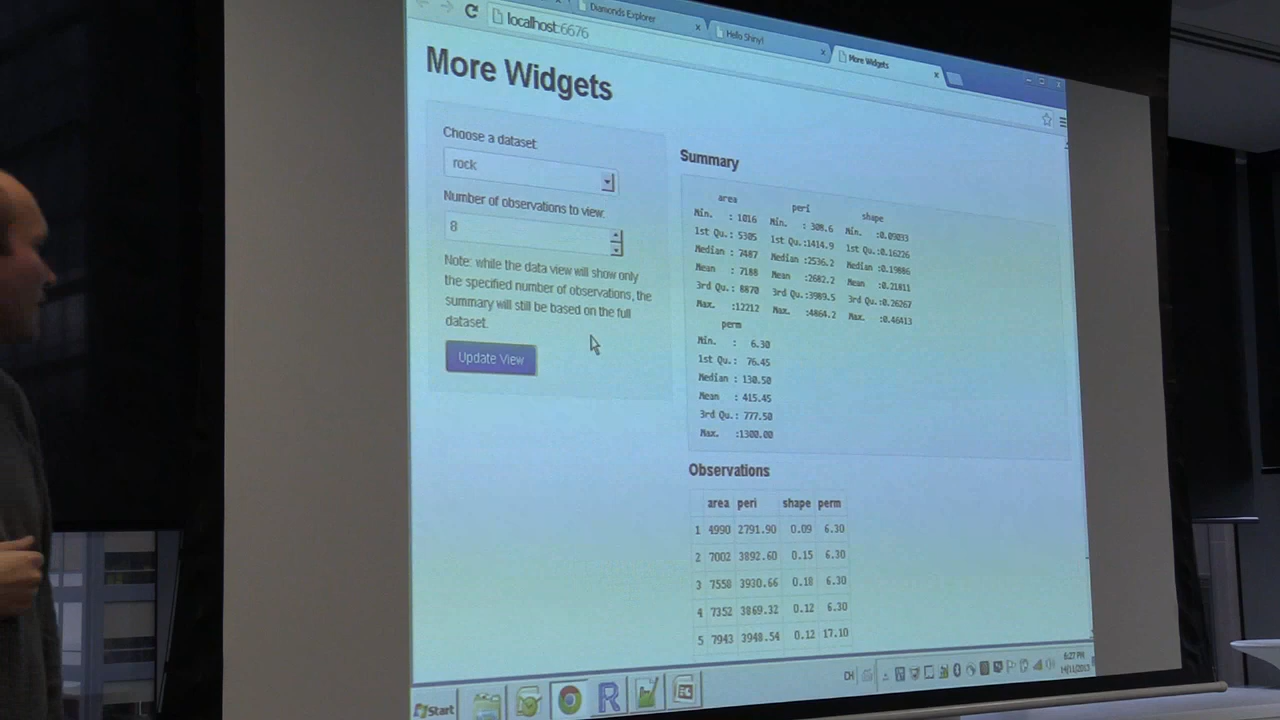 Diamonds Explorer
Hello Shiny!
More Widgets
localhost:6676
More Widgets
Choose a dataset:
rock
Number of observations to view:
8
Note: while the data view will show only
the specified number of observations, the
summary will still be based on the full
dataset.
Update View
Summary
area peri shape
Min. : 1016 Min. : 308.6 Min. :0.09893
1st Qu.: 5305 1st Qu.:1414.9 1st Qu.:0.16226
Median : 7487 Median :2536.2 Median :0.19886
Mean : 7188 Mean :2682.2 Mean :0.21811
3rd Qu.: 8870 3rd Qu.:3989.5 3rd Qu.:0.26267
Max. :12212 Max. :4864.2 Max. :0.46413
perm
Min. : 6.30
1st Qu.: 76.45
Median : 130.50
Mean : 415.45
3rd Qu.: 777.50
Max. :1300.00
Observations
area peri shape perm
1 4990 2791.90 0.09 6.30
2 7002 3892.60 0.15 6.30
3 7558 3930.66 0.18 6.30
4 7352 3869.32 0.12 6.30
5 7943 3948.54 0.12 17.10
Start
CH
6:27 PM
14/11/2013